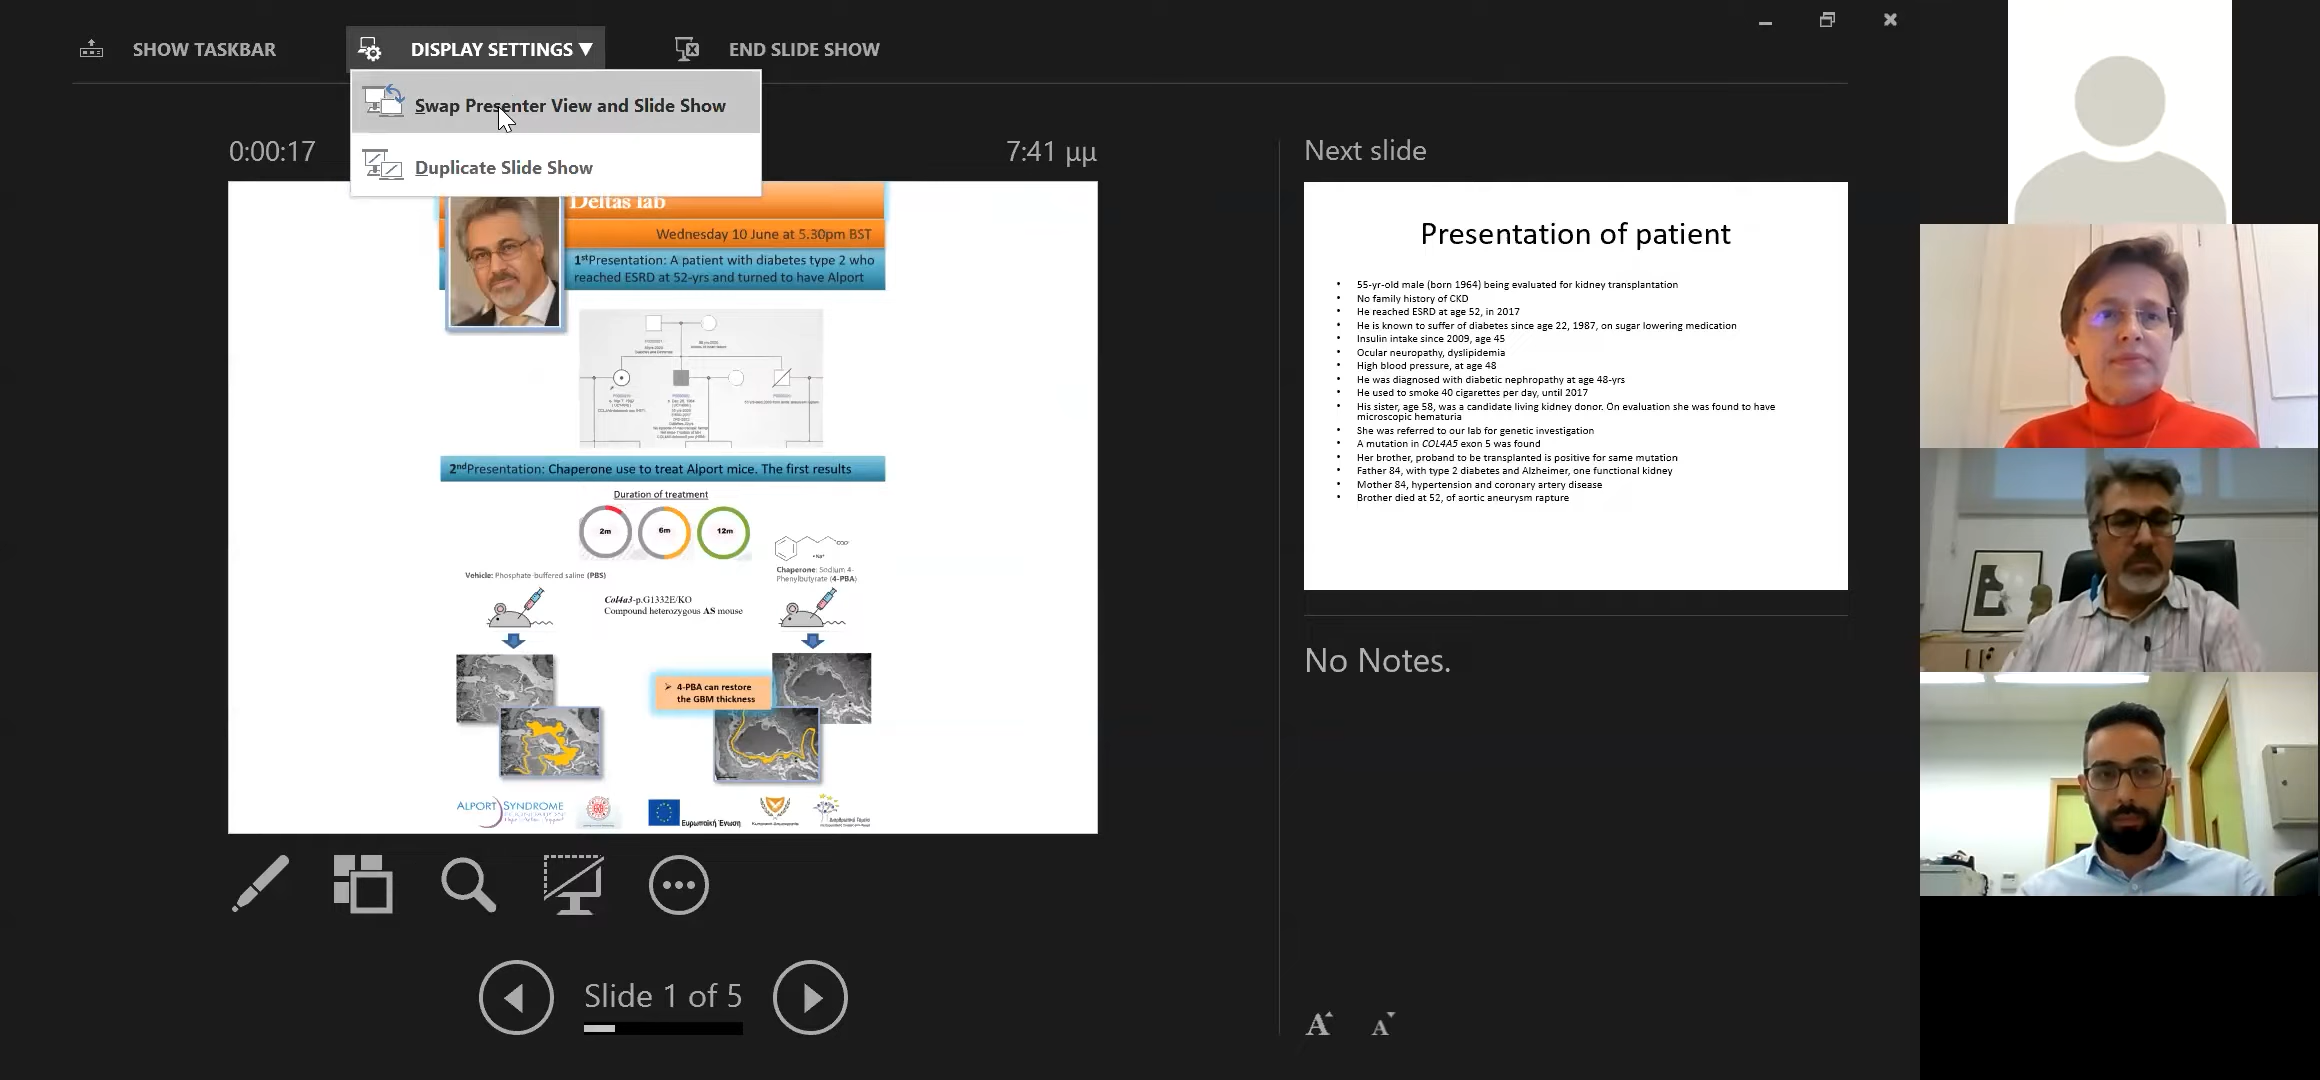 SHOW TASKBAR
DISPLAY SETTINGS ▼
END SLIDE SHOW
Swap Presenter View and Slide Show
Duplicate Slide Show
0:00:17
7:41 μμ
Deltas lab
Wednesday 10 June at 5.30pm BST
1stPresentation: A patient with diabetes type 2 who
reached ESRD at 52-yrs and turned to have Alport
2ndPresentation: Chaperone use to treat Alport mice. The first results
Duration of treatment
2m
6m
12m
COO-
•Na+
Vehicle: Phosphate-buffered saline (PBS)
Chaperone: Sodium 4-
Phenylbutyrate (4-PBA)
Col4a3-p.G1332E/KO
Compound heterozygous AS mouse
➢ 4-PBA can restore
the GBM thickness
ALPORT SYNDROME
FOUNDATION
Ευρωπαϊκή Ένωση
Κυπριακή Δημοκρατία
Slide 1 of 5
Next slide
Presentation of patient
• 55-yr-old male (born 1964) being evaluated for kidney transplantation
• No family history of CKD
• He reached ESRD at age 52, in 2017
• He is known to suffer of diabetes since age 22, 1987, on sugar lowering medication
• Insulin intake since 2009, age 45
• Ocular neuropathy, dyslipidemia
• High blood pressure, at age 48
• He was diagnosed with diabetic nephropathy at age 48-yrs
• He used to smoke 40 cigarettes per day, until 2017
• His sister, age 58, was a candidate living kidney donor. On evaluation she was found to have
microscopic hematuria
• She was referred to our lab for genetic investigation
• A mutation in COL4A5 exon 5 was found
• Her brother, proband to be transplanted is positive for same mutation
• Father 84, with type 2 diabetes and Alzheimer, one functional kidney
• Mother 84, hypertension and coronary artery disease
• Brother died at 52, of aortic aneurysm rapture
No Notes.
A A